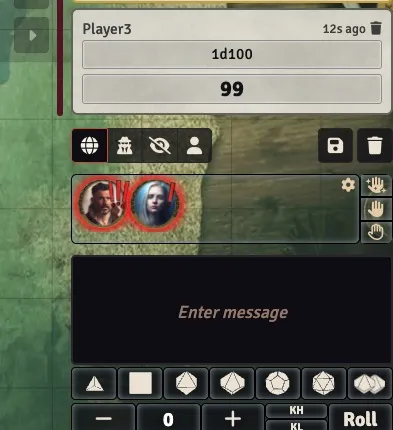 Player3
12s ago
1d100
99
Enter message
0
KH
KL
Roll